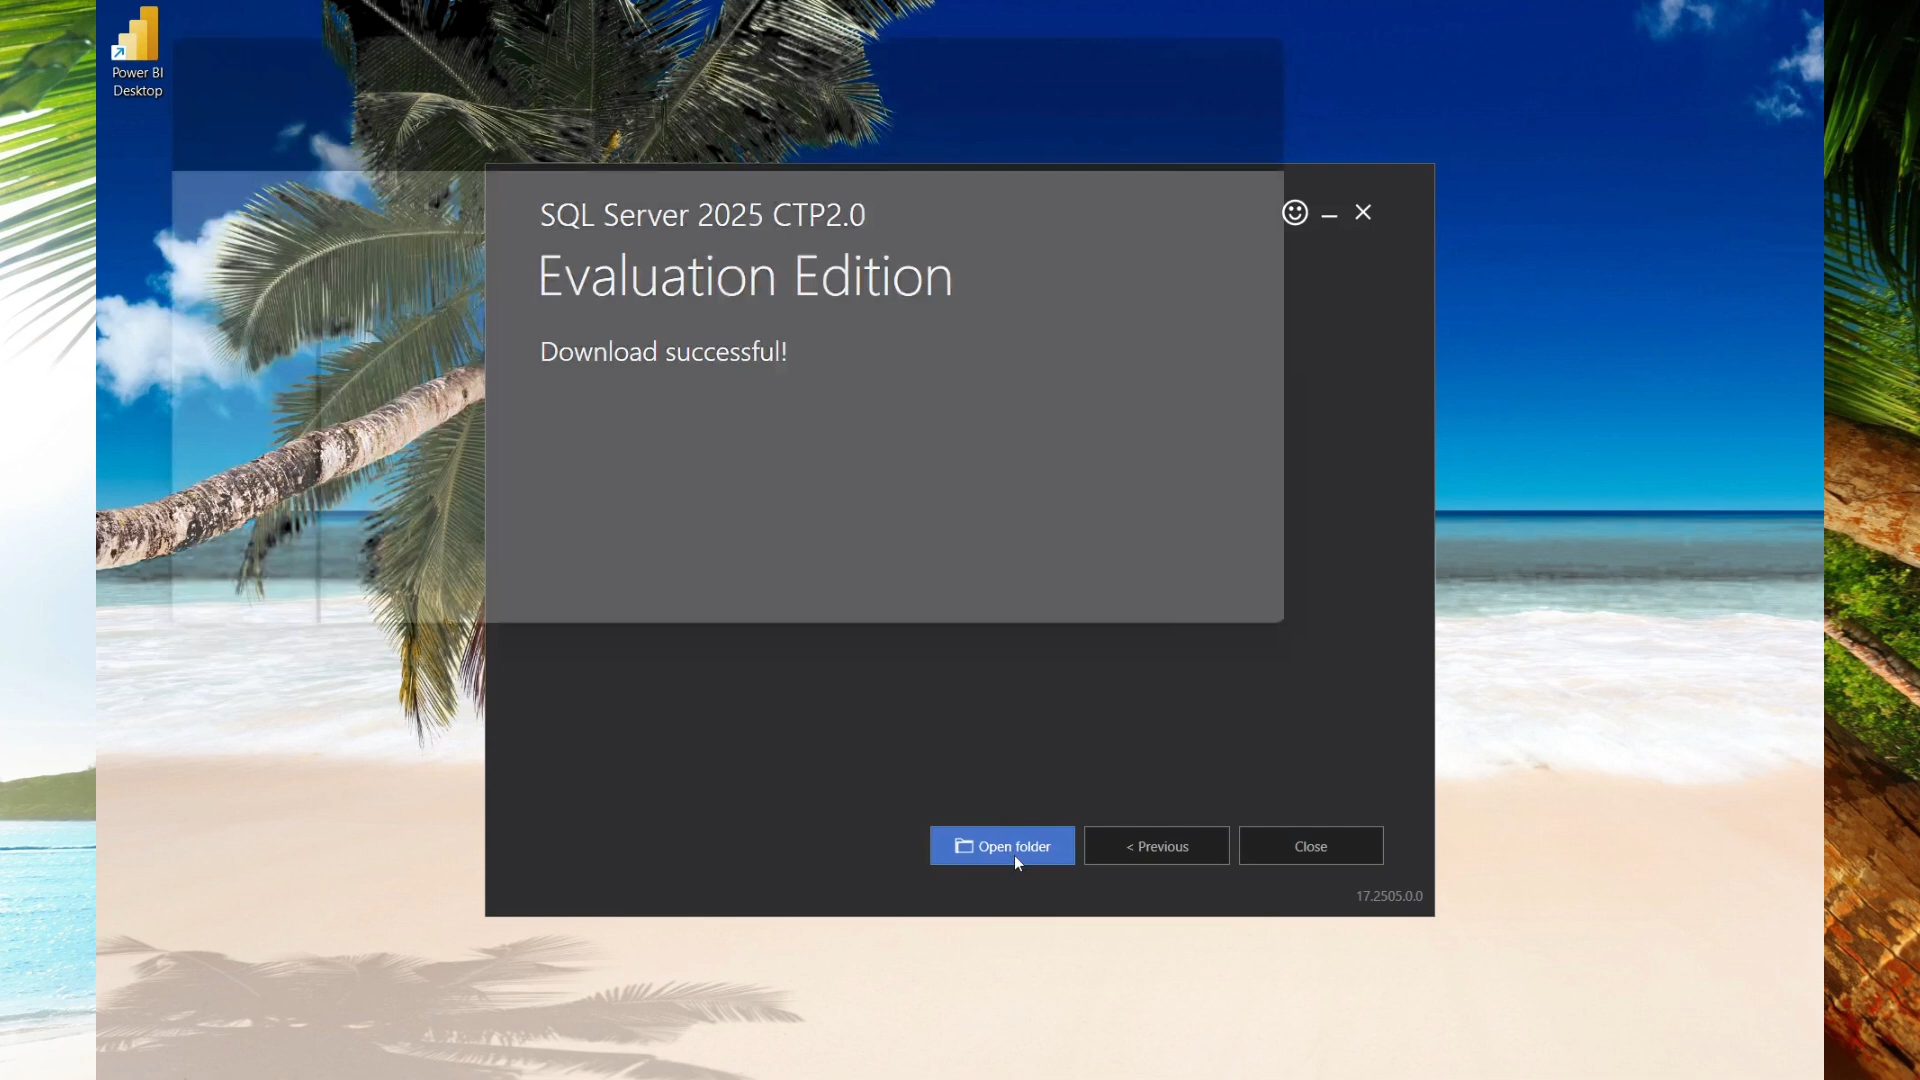 Power BI
Desktop
SQL Server 2025 CTP2.0
Evaluation Edition
Download successful!
Open folder
< Previous
Close
17.2505.0.0